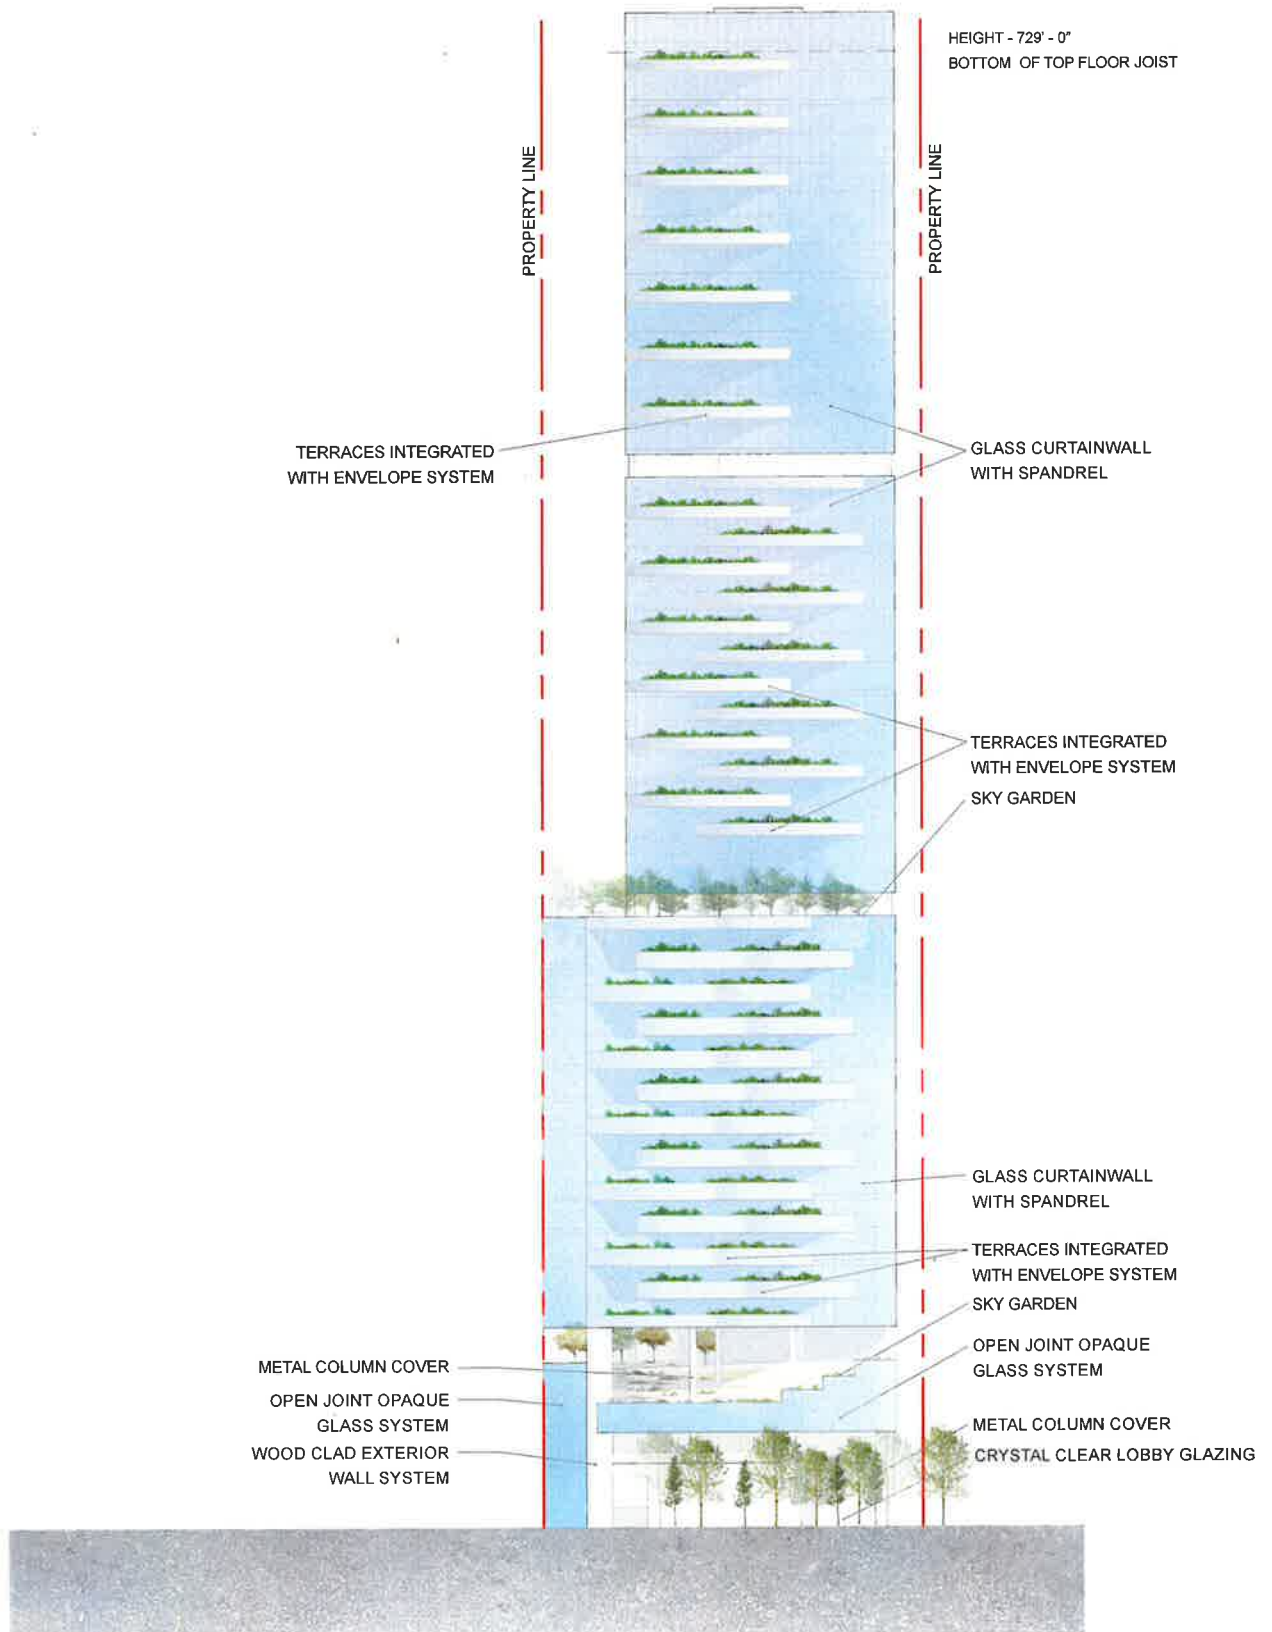 HEIGHT - 729' - 0"
BOTTOM OF TOP FLOOR JOIST
PROPERTY LINE
PROPERTY LINE
TERRACES INTEGRATED
WITH ENVELOPE SYSTEM
GLASS CURTAINWALL
WITH SPANDREL
TERRACES INTEGRATED
WITH ENVELOPE SYSTEM
SKY GARDEN
GLASS CURTAINWALL
WITH SPANDREL
TERRACES INTEGRATED
WITH ENVELOPE SYSTEM
SKY GARDEN
OPEN JOINT OPAQUE
GLASS SYSTEM
METAL COLUMN COVER
OPEN JOINT OPAQUE
GLASS SYSTEM
WOOD CLAD EXTERIOR
WALL SYSTEM
METAL COLUMN COVER
CRYSTAL CLEAR LOBBY GLAZING